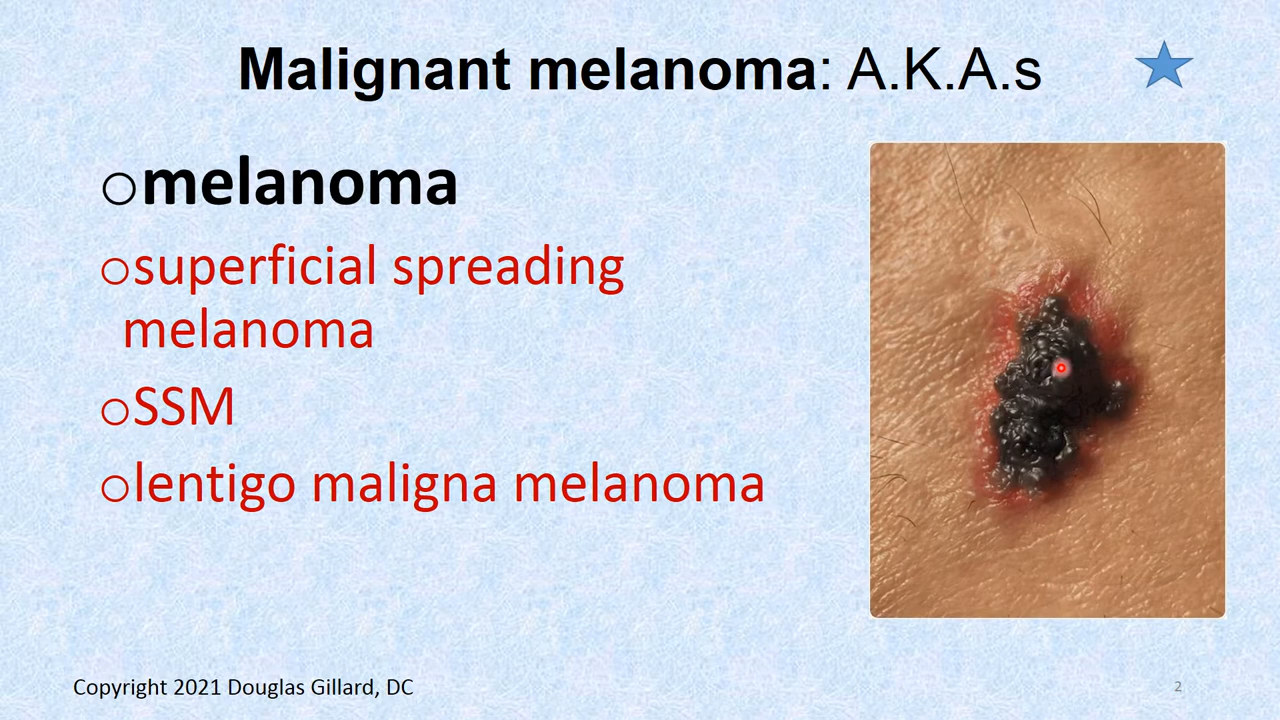 Malignant melanoma: A.K.A.s
melanoma
superficial spreading
melanoma
SSM
lentigo maligna melanoma
Copyright 2021 Douglas Gillard, DC
2